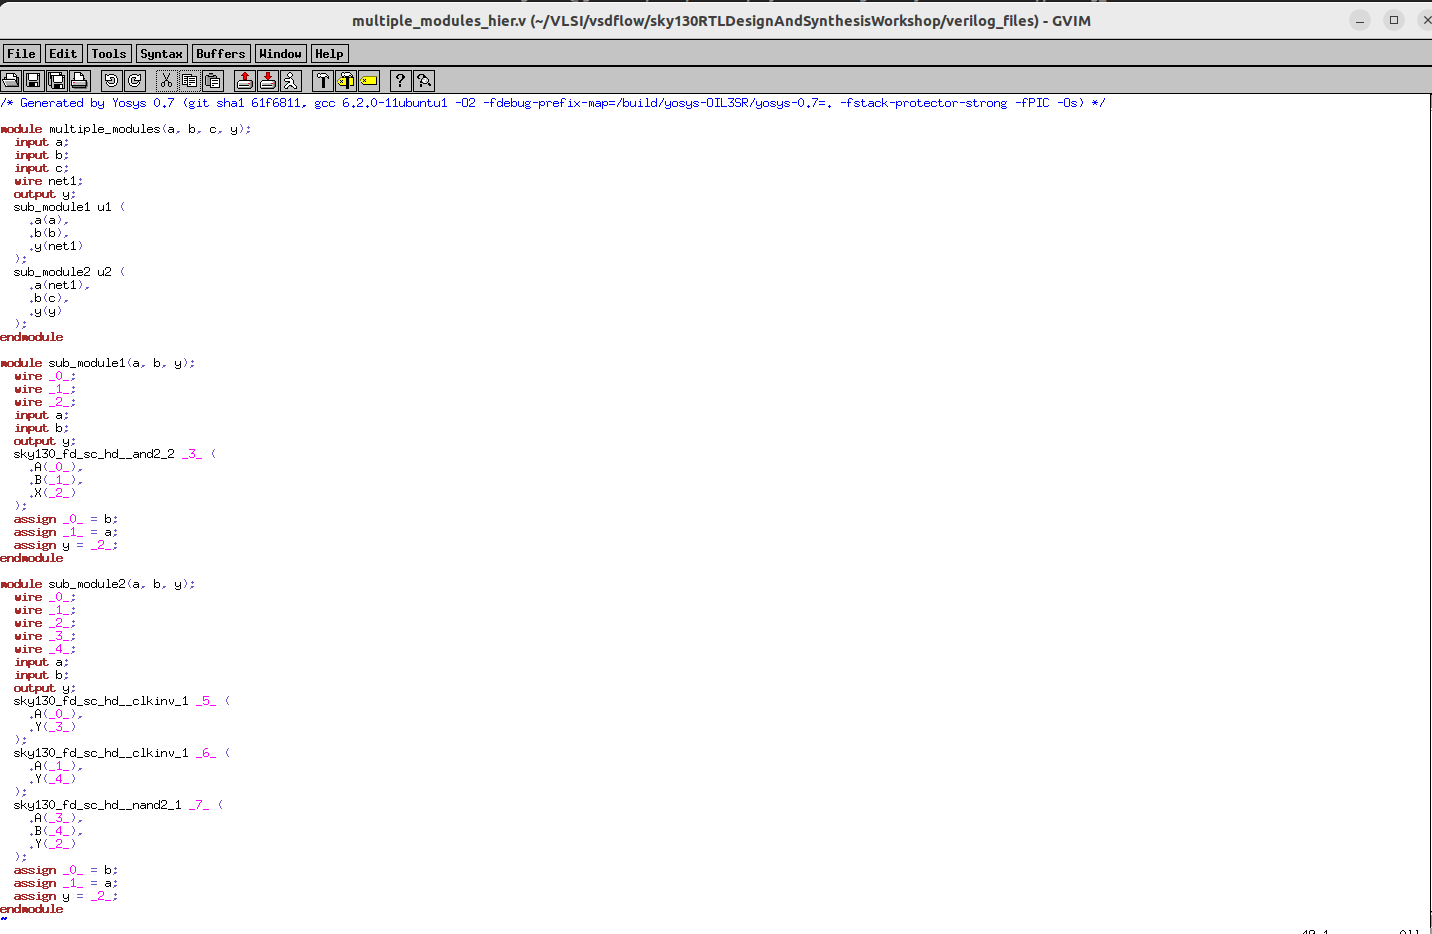 multiple_modules_hier.v (~/VLSI/vsdflow/sky130RTLDesignAndSynthesisWorkshop/verilog_files) - GVIM
File Edit Tools Syntax Buffers Window Help
/* Generated by Yosys 0.7 (git sha1 61f6811, gcc 6.2.0-11ubuntu1 -O2 -fdebug-prefix-map=/build/yosys-OIL3SR/yosys-0.7=. -fstack-protector-strong -fPIC -Os) */
module multiple_modules(a, b, c, y);
  input a;
  input b;
  input c;
  wire net1;
  output y;
  sub_module1 u1 (
    .a(a),
    .b(b),
    .y(net1)
  );
  sub_module2 u2 (
    .a(net1),
    .b(c),
    .y(y)
  );
endmodule
module sub_module1(a, b, y);
  wire _0_;
  wire _1_;
  wire _2_;
  input a;
  input b;
  output y;
  sky130_fd_sc_hd__and2_2 _3_ (
    .A(_0_),
    .B(_1_),
    .X(_2_)
  );
  assign _0_ = b;
  assign _1_ = a;
  assign y = _2_;
endmodule
module sub_module2(a, b, y);
  wire _0_;
  wire _1_;
  wire _2_;
  wire _3_;
  wire _4_;
  input a;
  input b;
  output y;
  sky130_fd_sc_hd__clkinv_1 _5_ (
    .A(_0_),
    .Y(_3_)
  );
  sky130_fd_sc_hd__clkinv_1 _6_ (
    .A(_1_),
    .Y(_4_)
  );
  sky130_fd_sc_hd__nand2_1 _7_ (
    .A(_3_),
    .B(_4_),
    .Y(_2_)
  );
  assign _0_ = b;
  assign _1_ = a;
  assign y = _2_;
endmodule
~